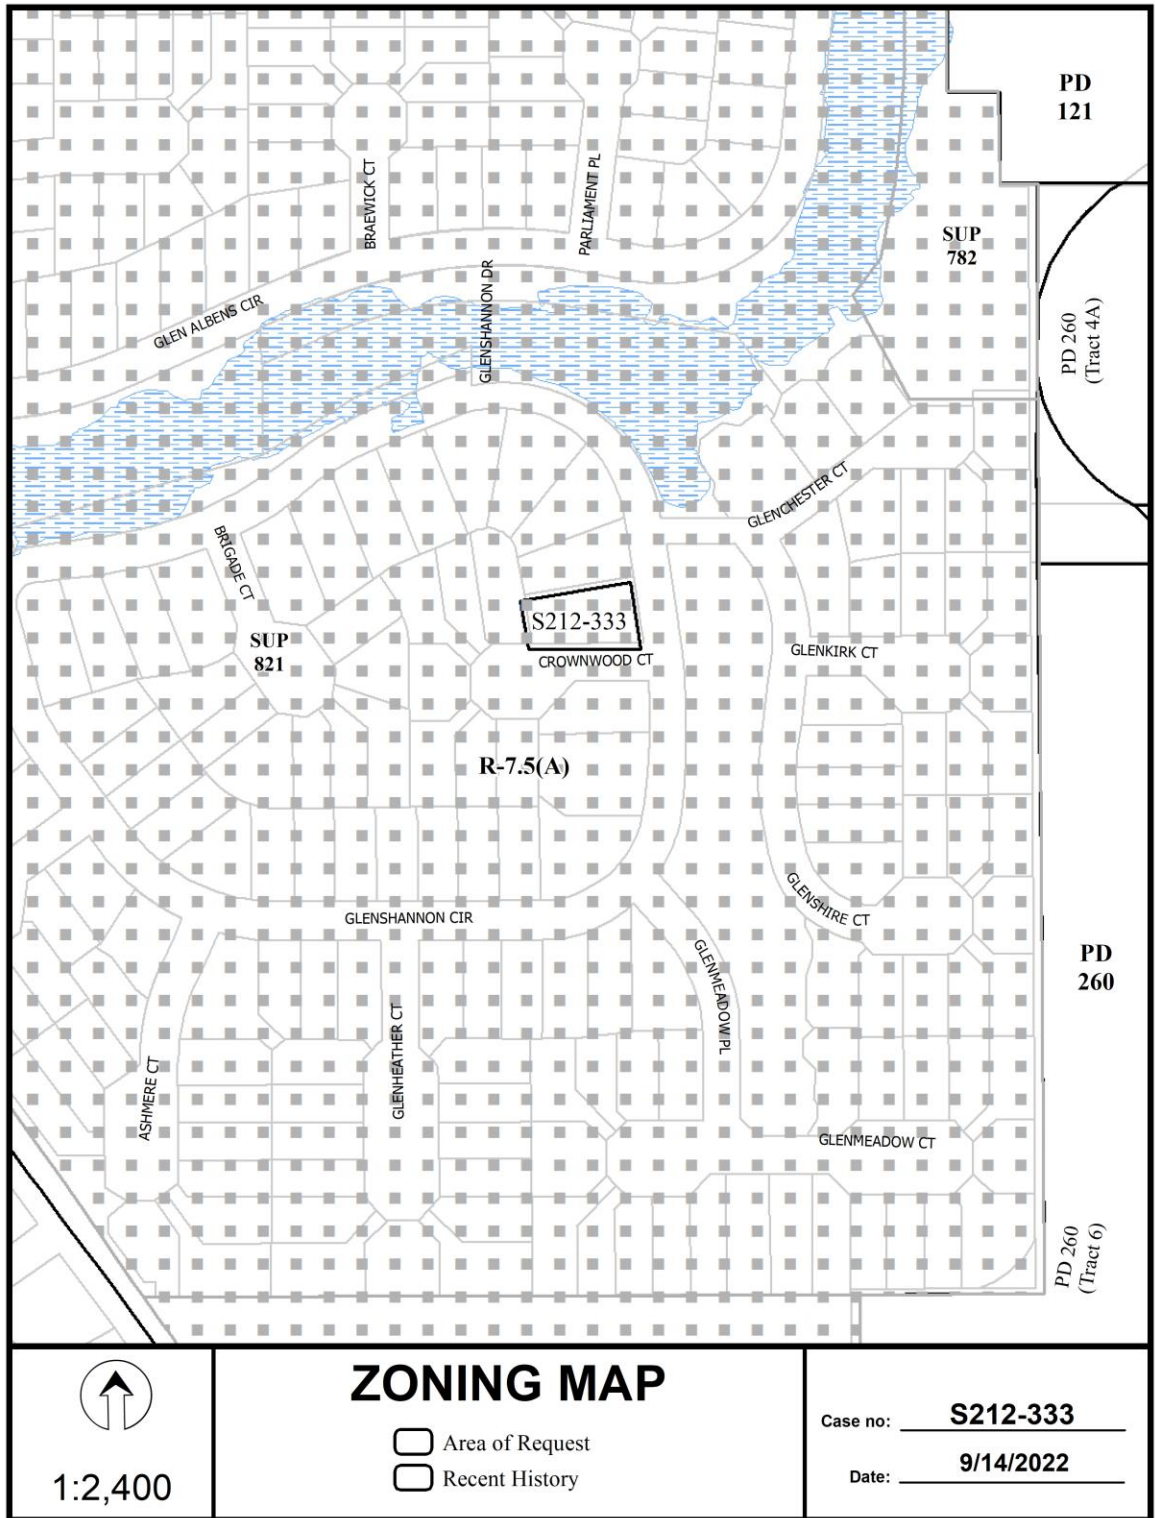 PD
121
BRAEWICK CT
PARLIAMENT PL
SUP
782
GLENSHANNON DR
GLEN ALBENS CIR
PD 260
(Tract 4A)
GLENCHESTER CT
BRIGADE CT
S212-333
SUP
821
CROWNWOOD CT
GLENKIRK CT
R-7.5(A)
GLENSHIRE CT
GLENSHANNON CIR
GLENMEADOW PL
PD
260
GLENHEATHER CT
ASHMERE CT
GLENMEADOW CT
PD 260
(Tract 6)
1:2,400
ZONING MAP
Area of Request
Recent History
Case no: S212-333
Date: 9/14/2022